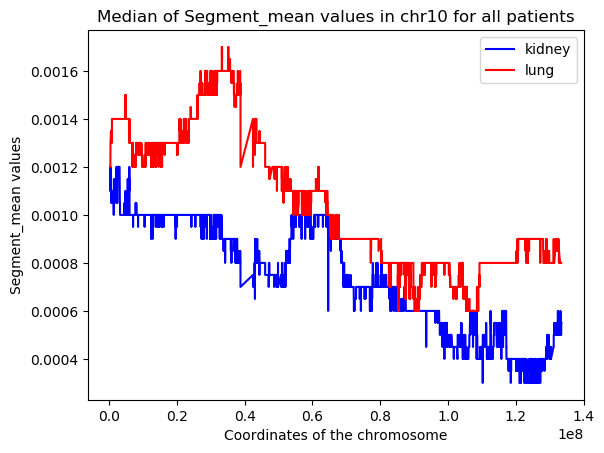 Median of Segment_mean values in chr10 for all patients
kidney
lung
Segment_mean values
0.0016
0.0014
0.0012
0.0010
0.0008
0.0006
0.0004
0.0 0.2 0.4 0.6 0.8 1.0 1.2 1.4
1e8
Coordinates of the chromosome